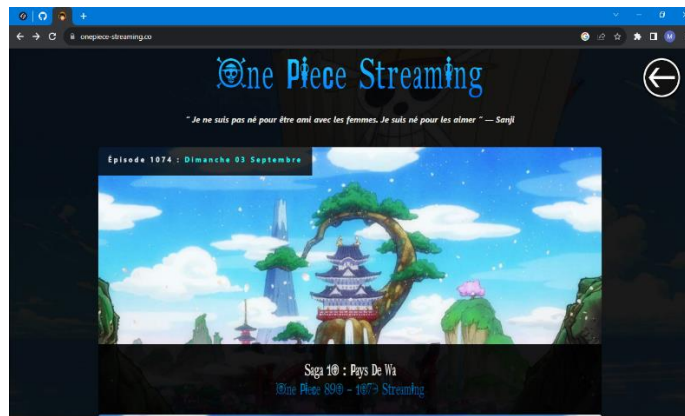 onepiece-streaming.co
One Piece Streaming
" Je ne suis pas né pour être ami avec les femmes. Je suis né pour les aimer " — Sanji
Épisode 1074 : Dimanche 03 Septembre
Saga 10 : Pays De Wa
One Piece 890 - 1073 Streaming